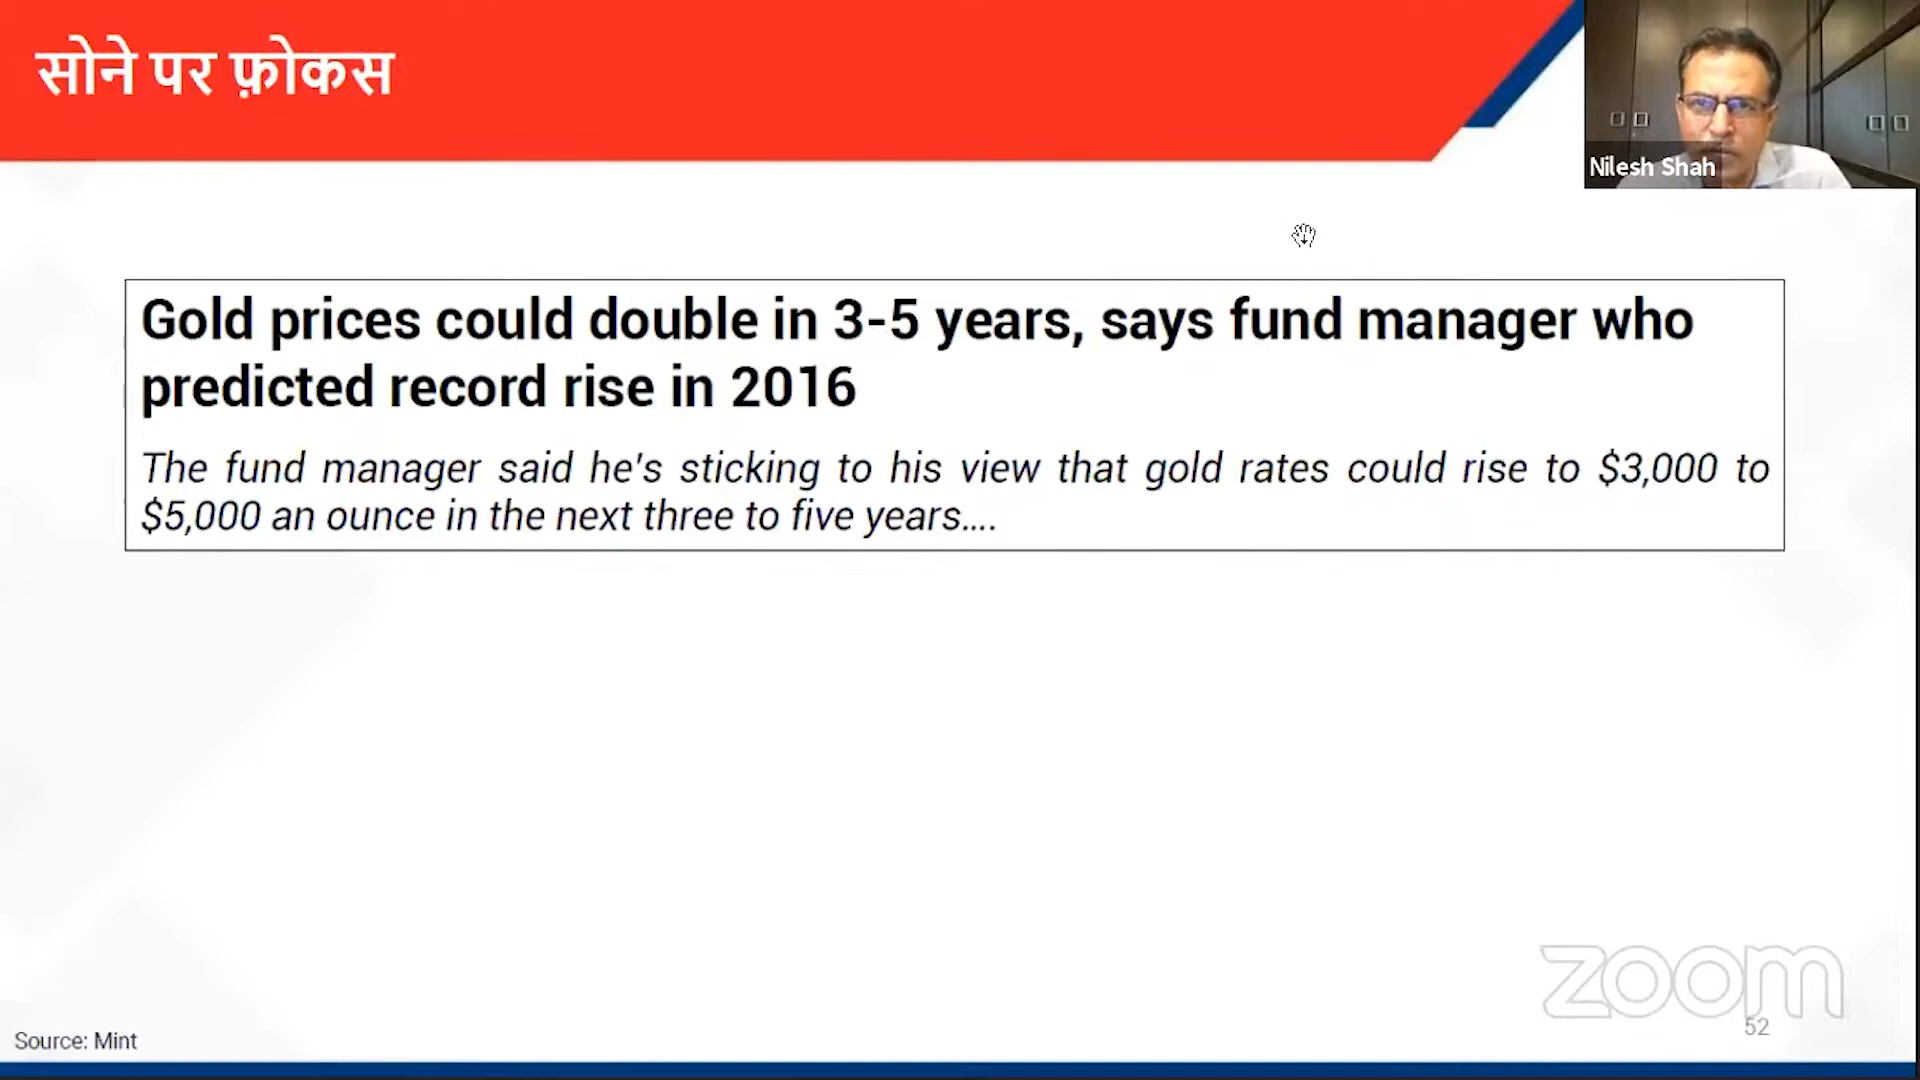 सोने पर फ़ोकस
Nilesh Shah
Gold prices could double in 3-5 years, says fund manager who
predicted record rise in 2016
The fund manager said he's sticking to his view that gold rates could rise to $3,000 to
$5,000 an ounce in the next three to five years....
zoom
52
Source: Mint